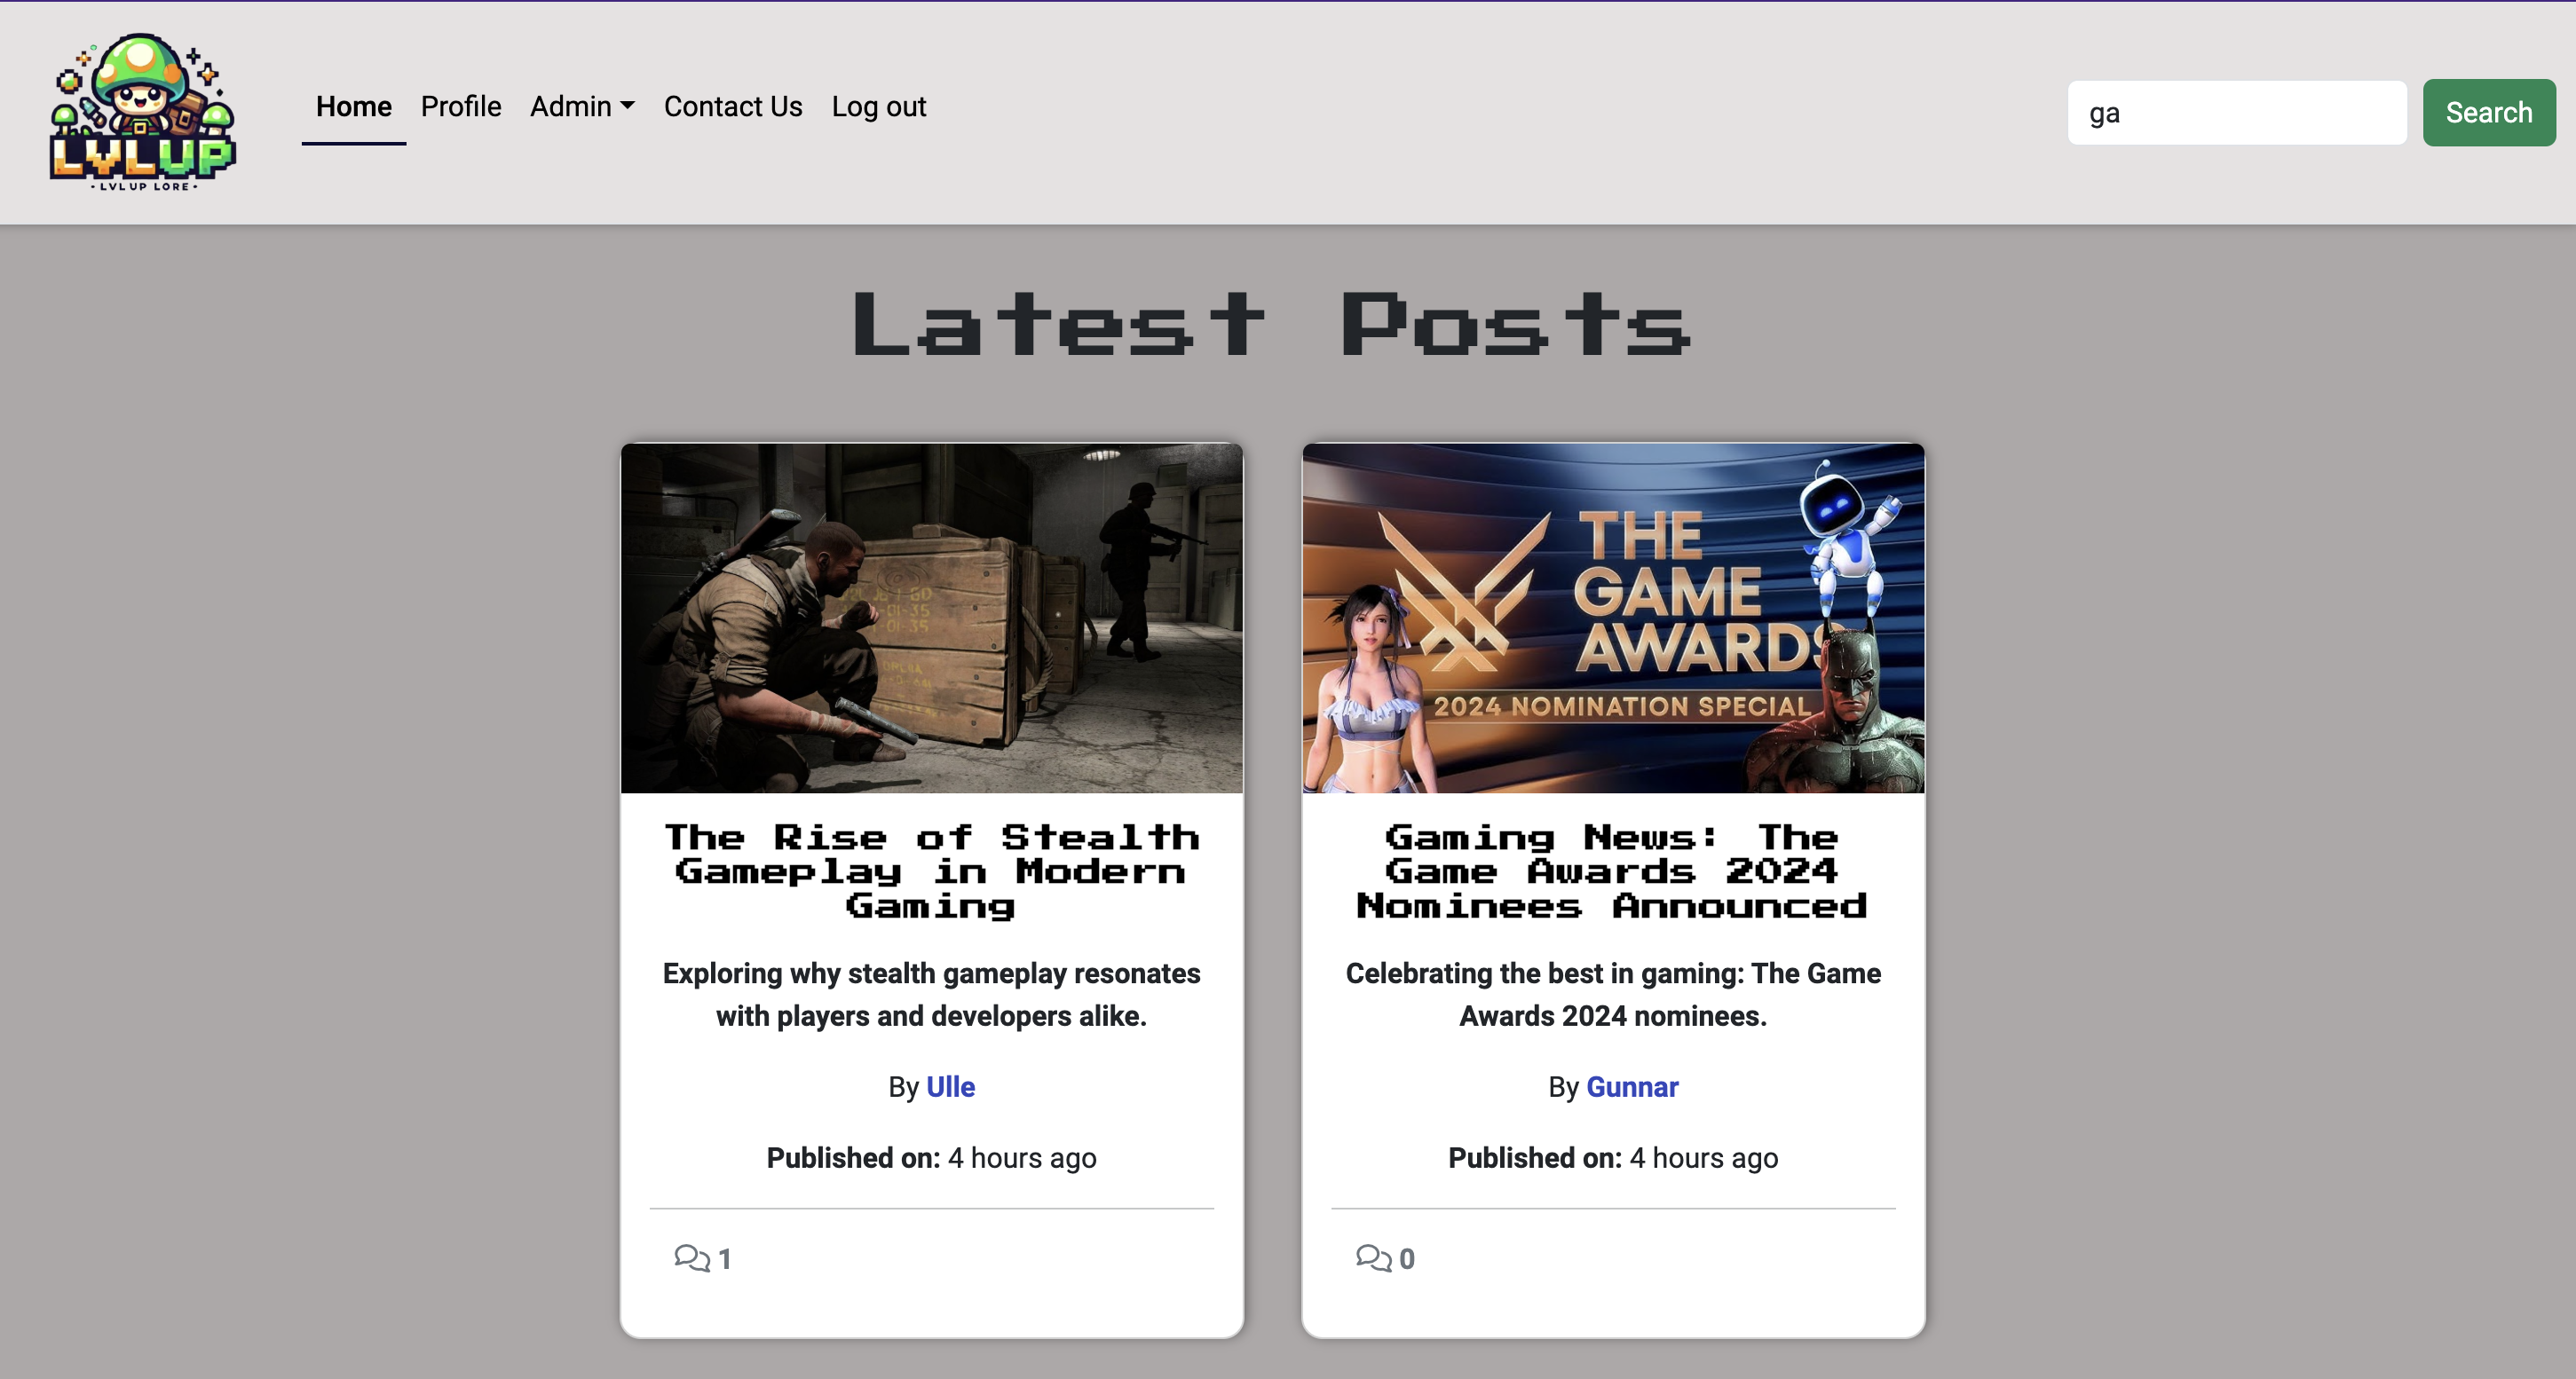 LVLUP
- LVL UP LORE -
Home Profile Admin Contact Us Log out
ga
Search
Latest Posts
THE
GAME
AWARDS
2024 NOMINATION SPECIAL
The Rise of Stealth
Gameplay in Modern
Gaming
Exploring why stealth gameplay resonates
with players and developers alike.
By Ulle
Published on: 4 hours ago
1
Gaming News: The
Game Awards 2024
Nominees Announced
Celebrating the best in gaming: The Game
Awards 2024 nominees.
By Gunnar
Published on: 4 hours ago
0